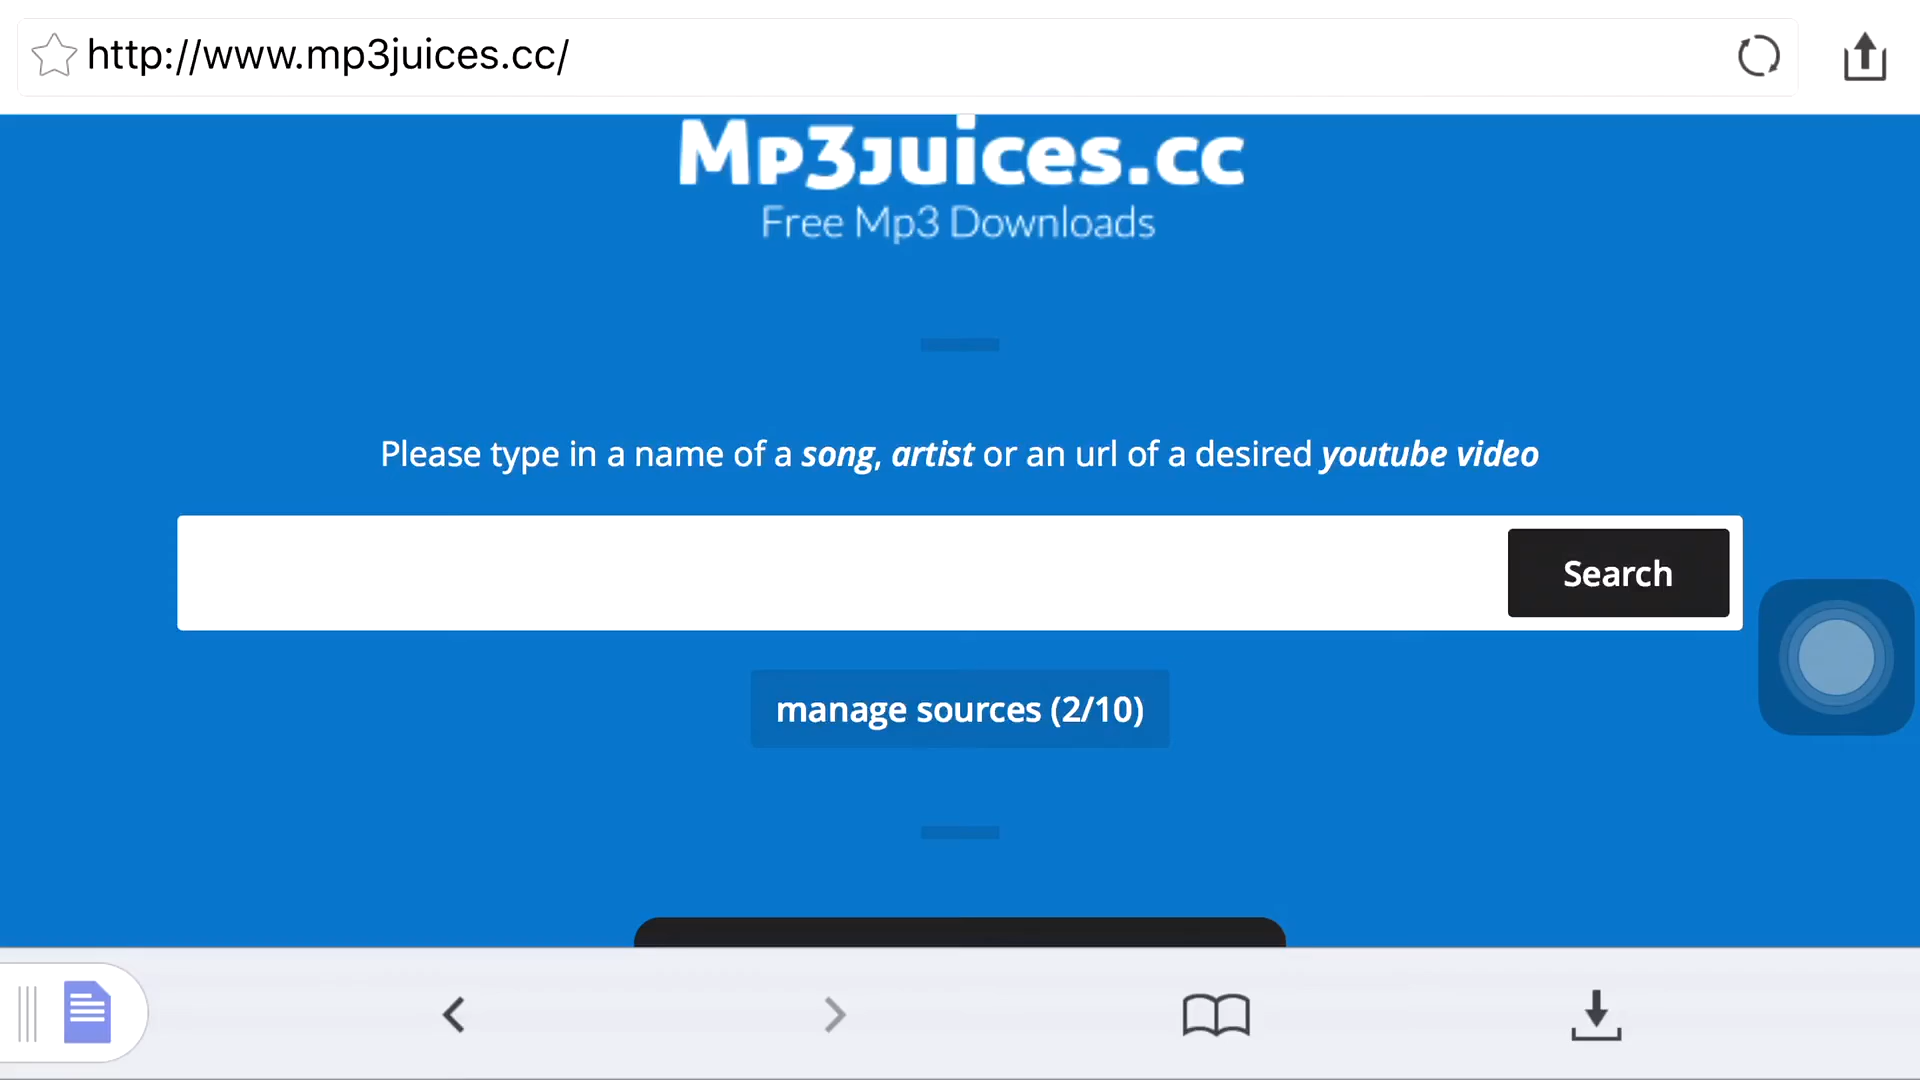 http://www.mp3juices.cc/
Mp3juices.cc
Free Mp3 Downloads
Please type in a name of a song, artist or an url of a desired youtube video
Search
manage sources (2/10)